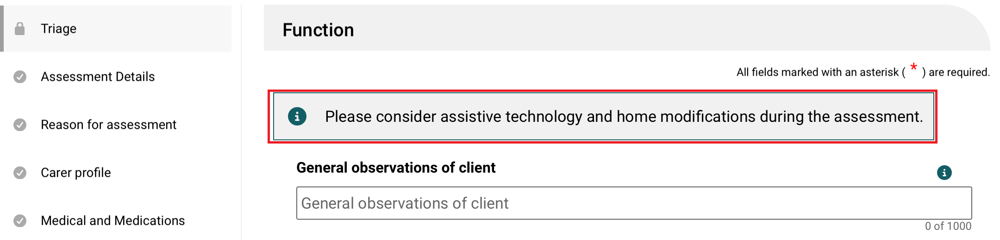 Triage
Assessment Details
Reason for assessment
Carer profile
Medical and Medications
Function
All fields marked with an asterisk ( * ) are required.
Please consider assistive technology and home modifications during the assessment.
General observations of client
General observations of client
0 of 1000